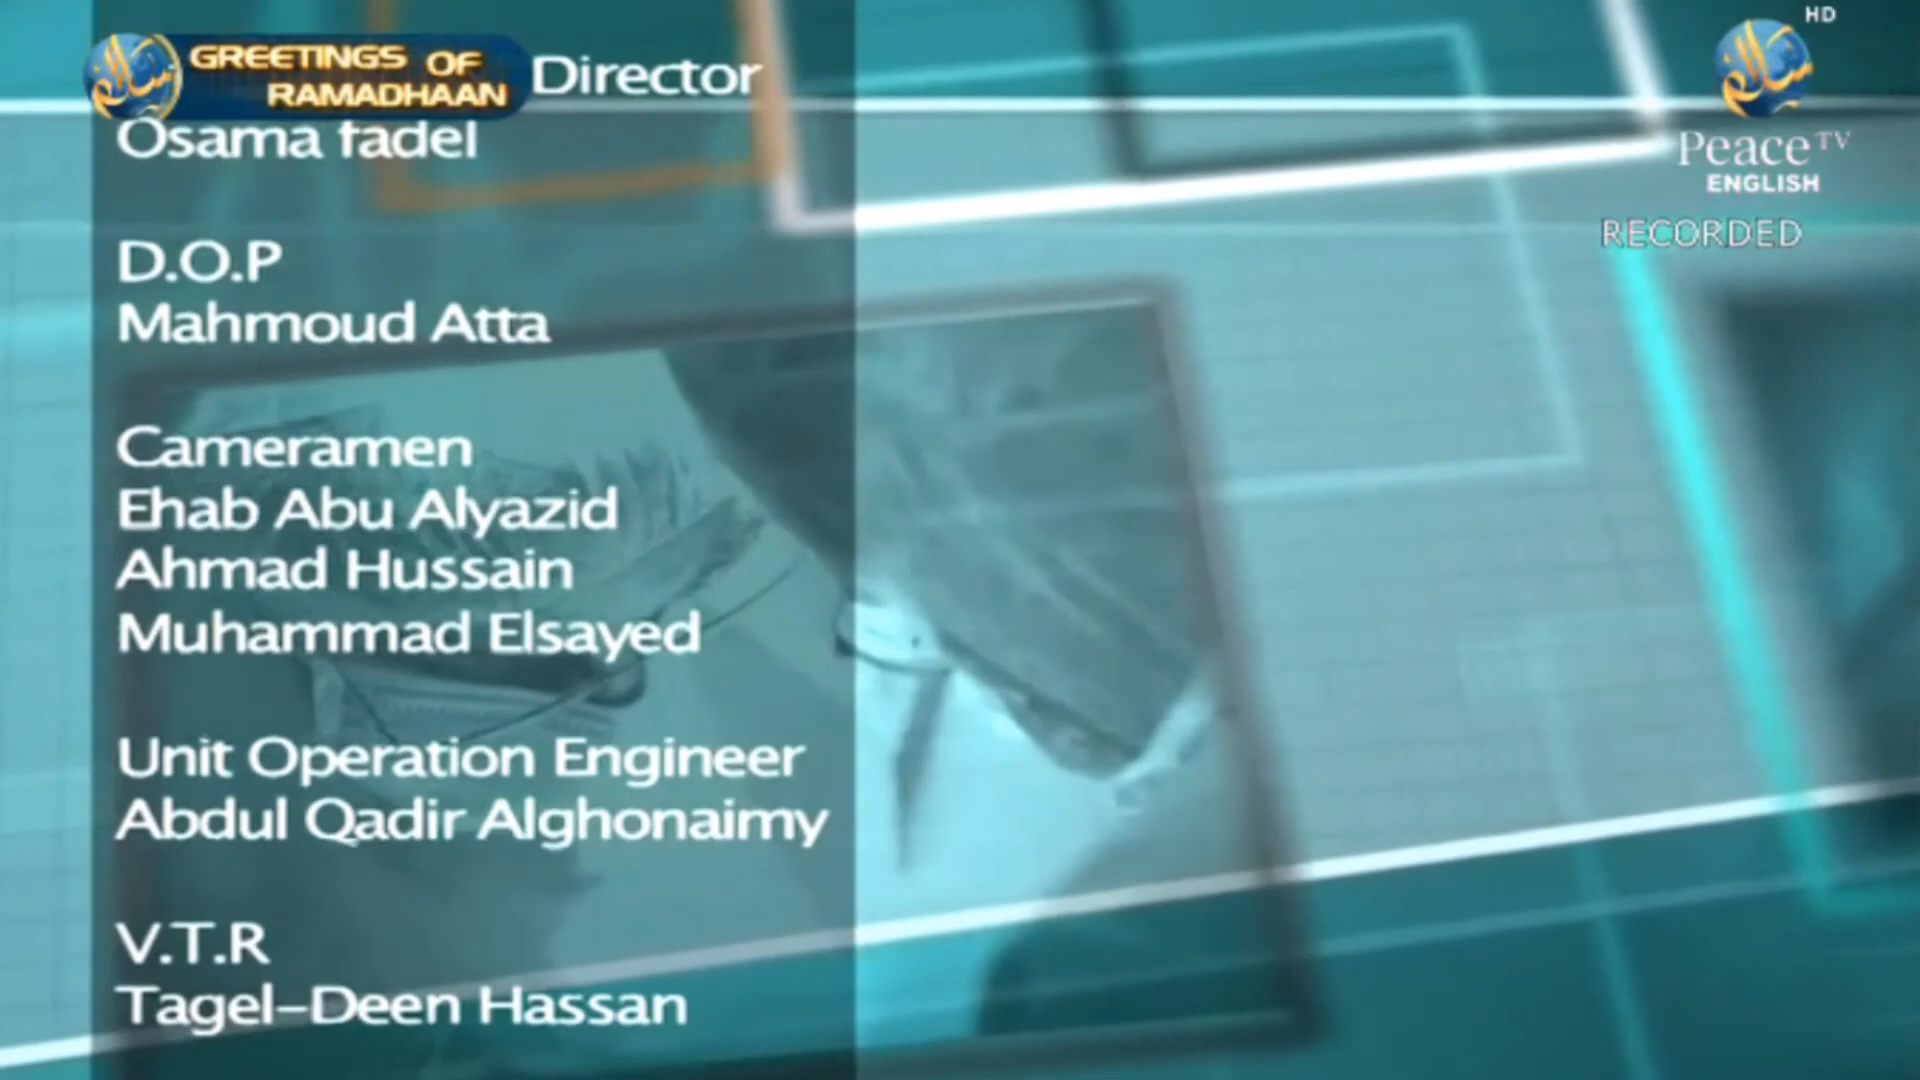 GREETINGS OF
RAMADHAAN
Director
Osama fadel
D.O.P
Mahmoud Atta
Cameramen
Ehab Abu Alyazid
Ahmad Hussain
Muhammad Elsayed
Unit Operation Engineer
Abdul Qadir Alghonaimy
V.T.R
Tagel-Deen Hassan
HD
سلام
Peace TV
ENGLISH
RECORDED